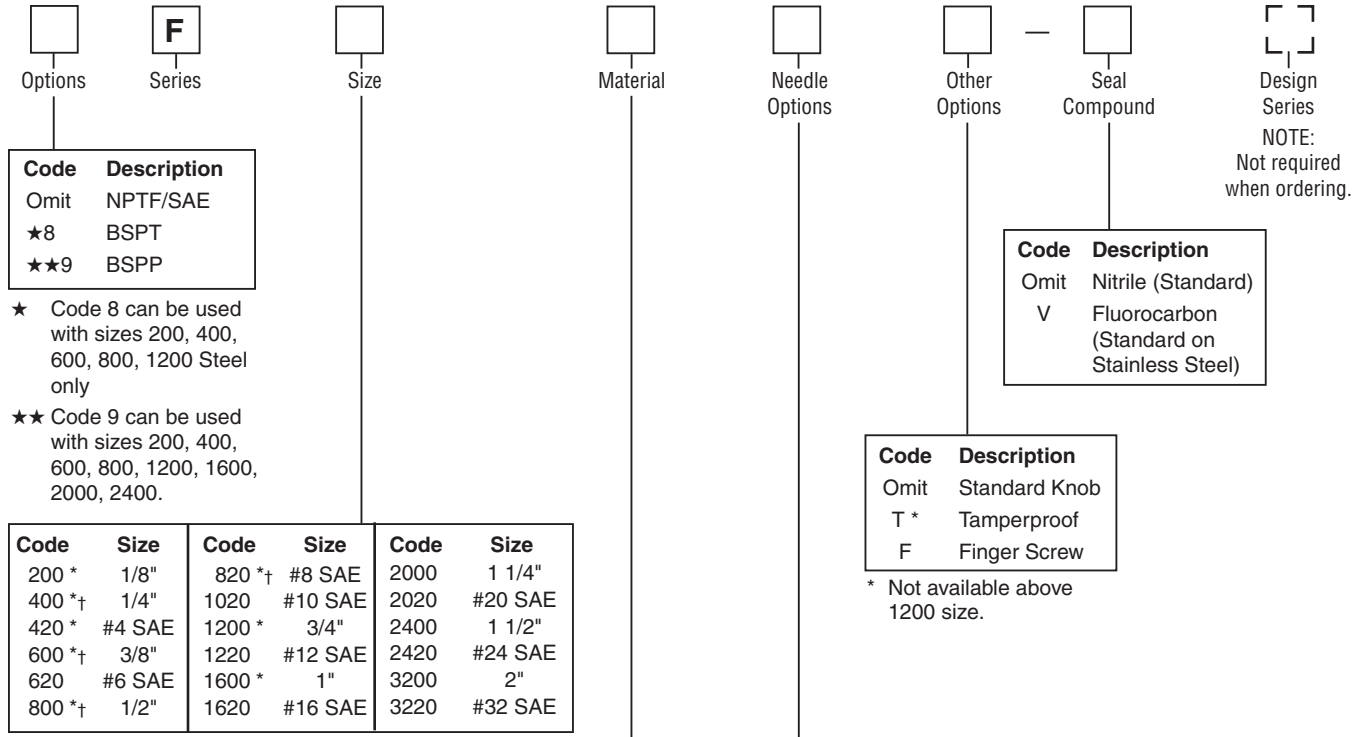 F
—
Options Series Size Material Needle Options Other Options Seal Compound Design Series
NOTE:
Not required
when ordering.
Code Description
Omit NPTF/SAE
★8 BSPT
★★9 BSPP
★ Code 8 can be used
with sizes 200, 400,
600, 800, 1200 Steel
only
★★ Code 9 can be used
with sizes 200, 400,
600, 800, 1200, 1600,
2000, 2400.
Code Description
Omit Nitrile (Standard)
V Fluorocarbon
(Standard on
Stainless Steel)
Code Description
Omit Standard Knob
T * Tamperproof
F Finger Screw
* Not available above
1200 size.
Code Size Code Size Code Size
200 * 1/8" 820 *† #8 SAE 2000 1 1/4"
400 *† 1/4" 1020 #10 SAE 2020 #20 SAE
420 * #4 SAE 1200 * 3/4" 2400 1 1/2"
600 *† 3/8" 1220 #12 SAE 2420 #24 SAE
620 #6 SAE 1600 * 1" 3200 2"
800 *† 1/2" 1620 #16 SAE 3220 #32 SAE